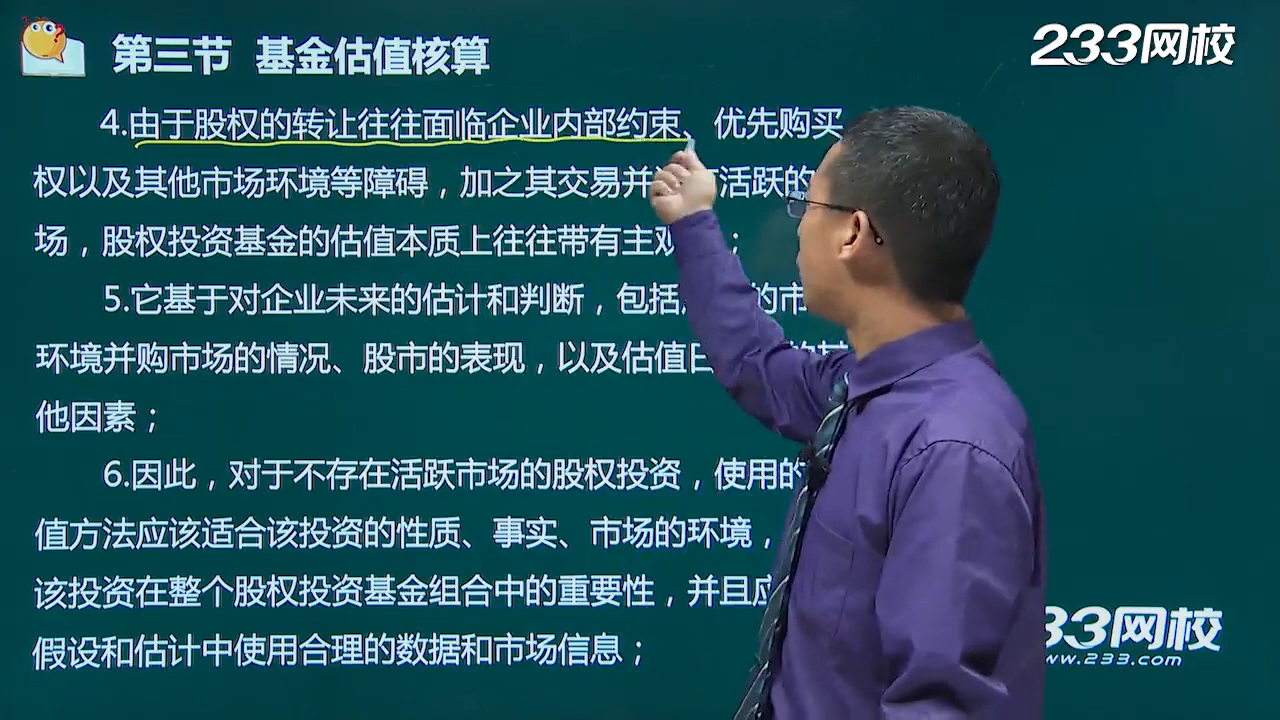 第三节 基金估值核算
233网校
4.由于股权的转让往往面临企业内部约束、优先购买
权以及其他市场环境等障碍，加之其交易并 活跃的
场，股权投资基金的估值本质上往往带有主观 ；
5.它基于对企业未来的估计和判断，包括 的市
环境并购市场的情况、股市的表现，以及估值日
他因素；
6.因此，对于不存在活跃市场的股权投资，使用的
值方法应该适合该投资的性质、事实、市场的环境，
该投资在整个股权投资基金组合中的重要性，并且应
假设和估计中使用合理的数据和市场信息；
33网校
www.233.com